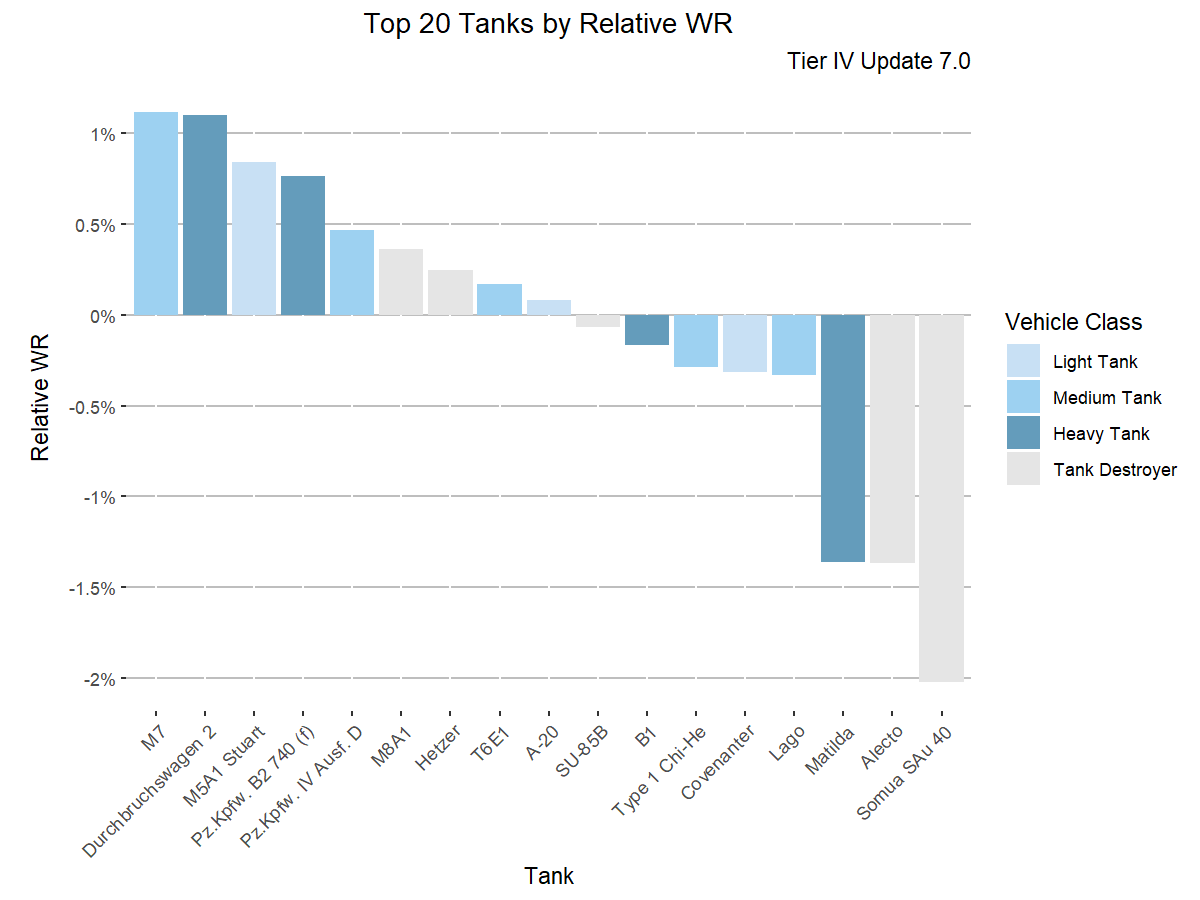 Top 20 Tanks by Relative WR
Tier IV Update 7.0
1%
0.5%
0%
-0.5%
-1%
-1.5%
-2%
Relative WR
M7
Durchbruchswagen 2
M5A1 Stuart
Pz.Kpfw. B2 740 (f)
Pz.Kpfw. IV Ausf. D
M8A1
Hetzer
T6E1
A-20
SU-85B
B1
Type 1 Chi-He
Covenanter
Lago
Matilda
Alecto
Somua SAu 40
Tank
Vehicle Class
Light Tank
Medium Tank
Heavy Tank
Tank Destroyer